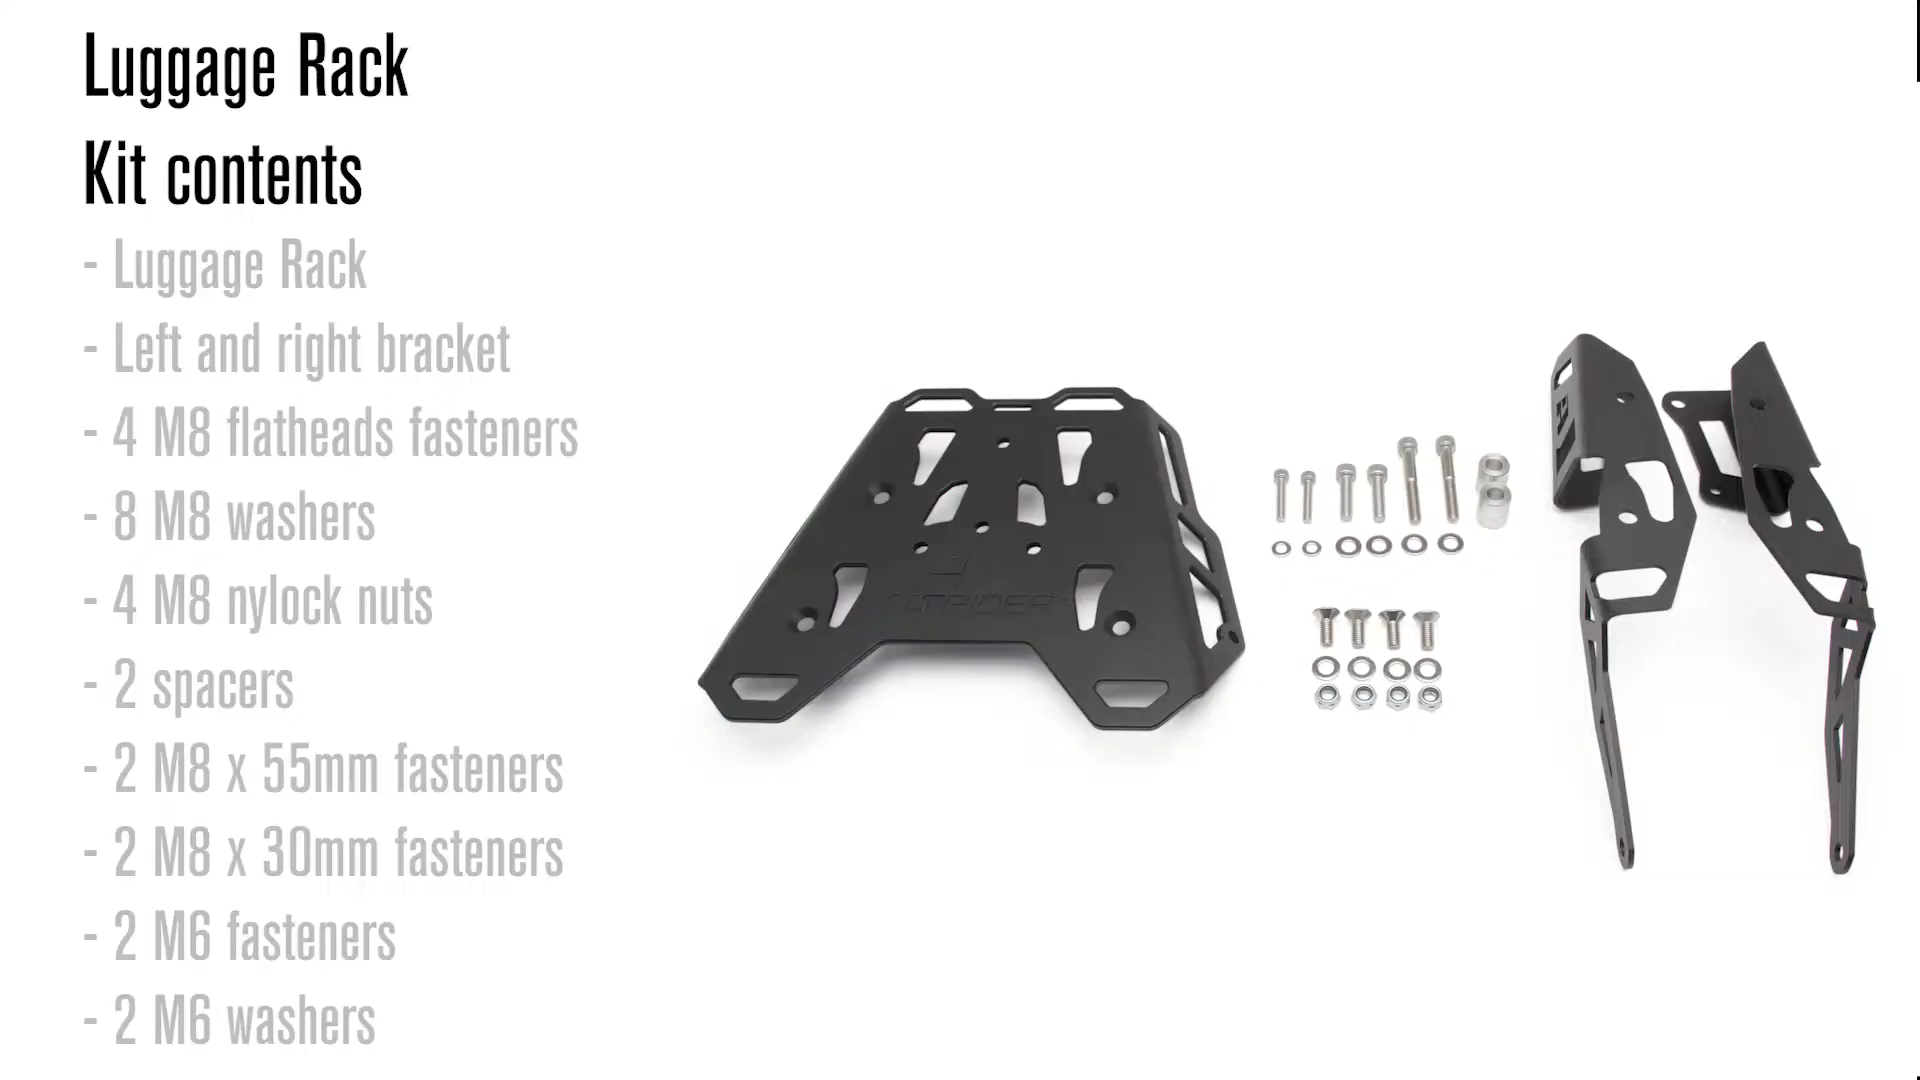 Luggage Rack
Kit contents
- Luggage Rack
- Left and right bracket
- 4 M8 flatheads fasteners
- 8 M8 washers
- 4 M8 nylock nuts
- 2 spacers
- 2 M8 x 55mm fasteners
- 2 M8 x 30mm fasteners
- 2 M6 fasteners
- 2 M6 washers